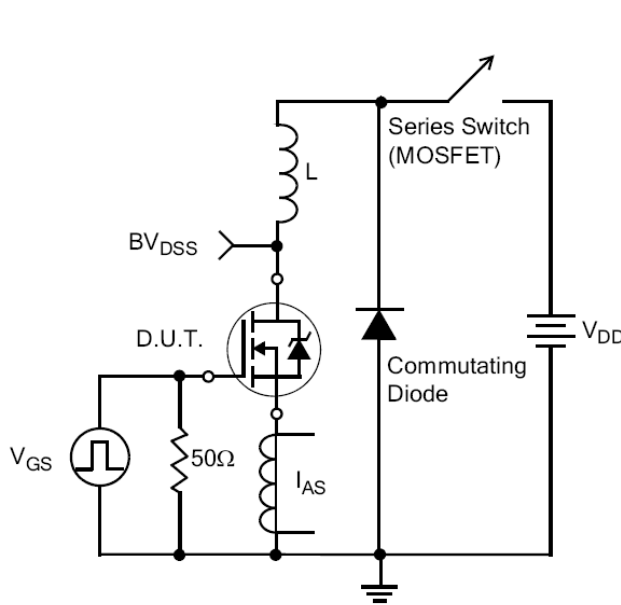 Series Switch
(MOSFET)
L
BVDSS
D.U.T.
VDD
Commutating
Diode
VGS
50Ω
IAS